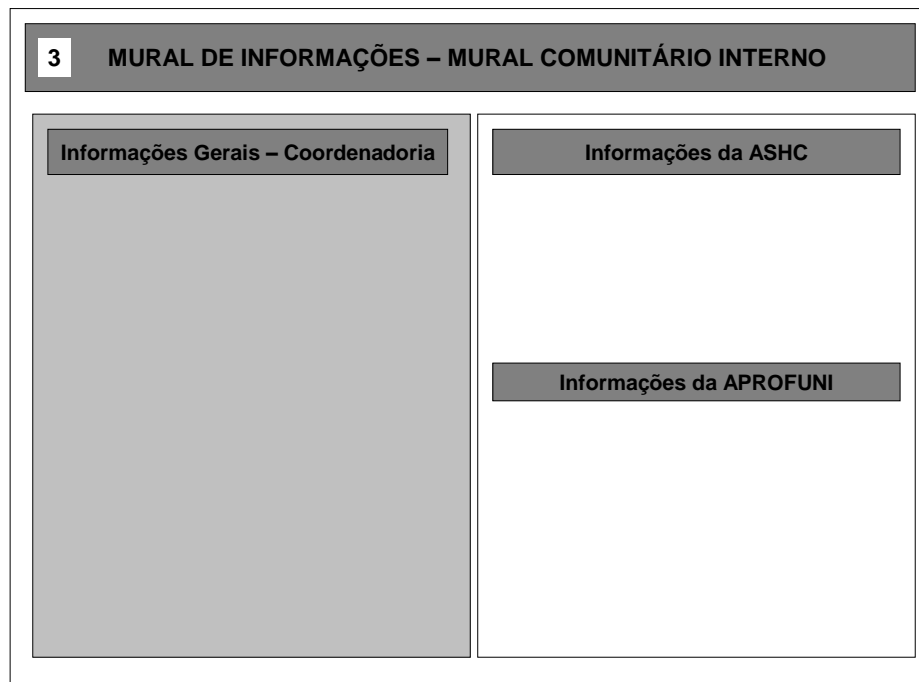 3 MURAL DE INFORMAÇÕES – MURAL COMUNITÁRIO INTERNO
Informações Gerais – Coordenadoria
Informações da ASHC
Informações da APROFUNI